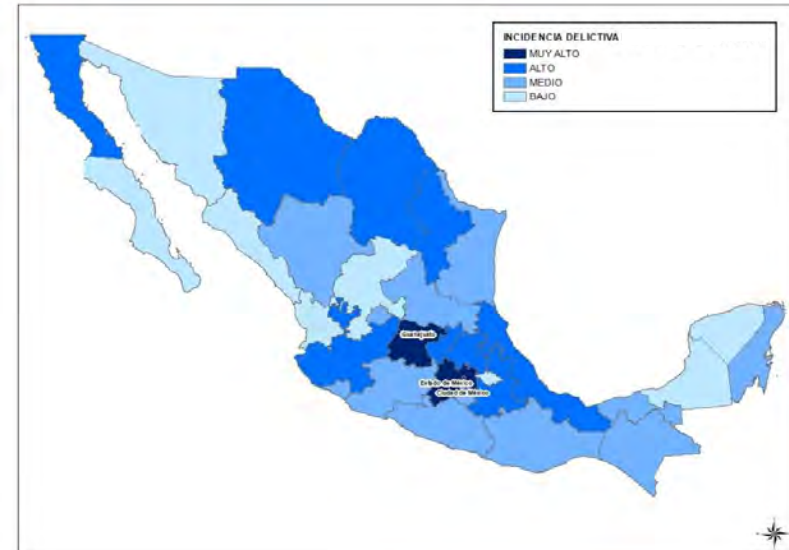 INCIDENCIA DELICTIVA
MUY ALTO
ALTO
MEDIO
BAJO
Guanajuato
Estado de México
Ciudad de México